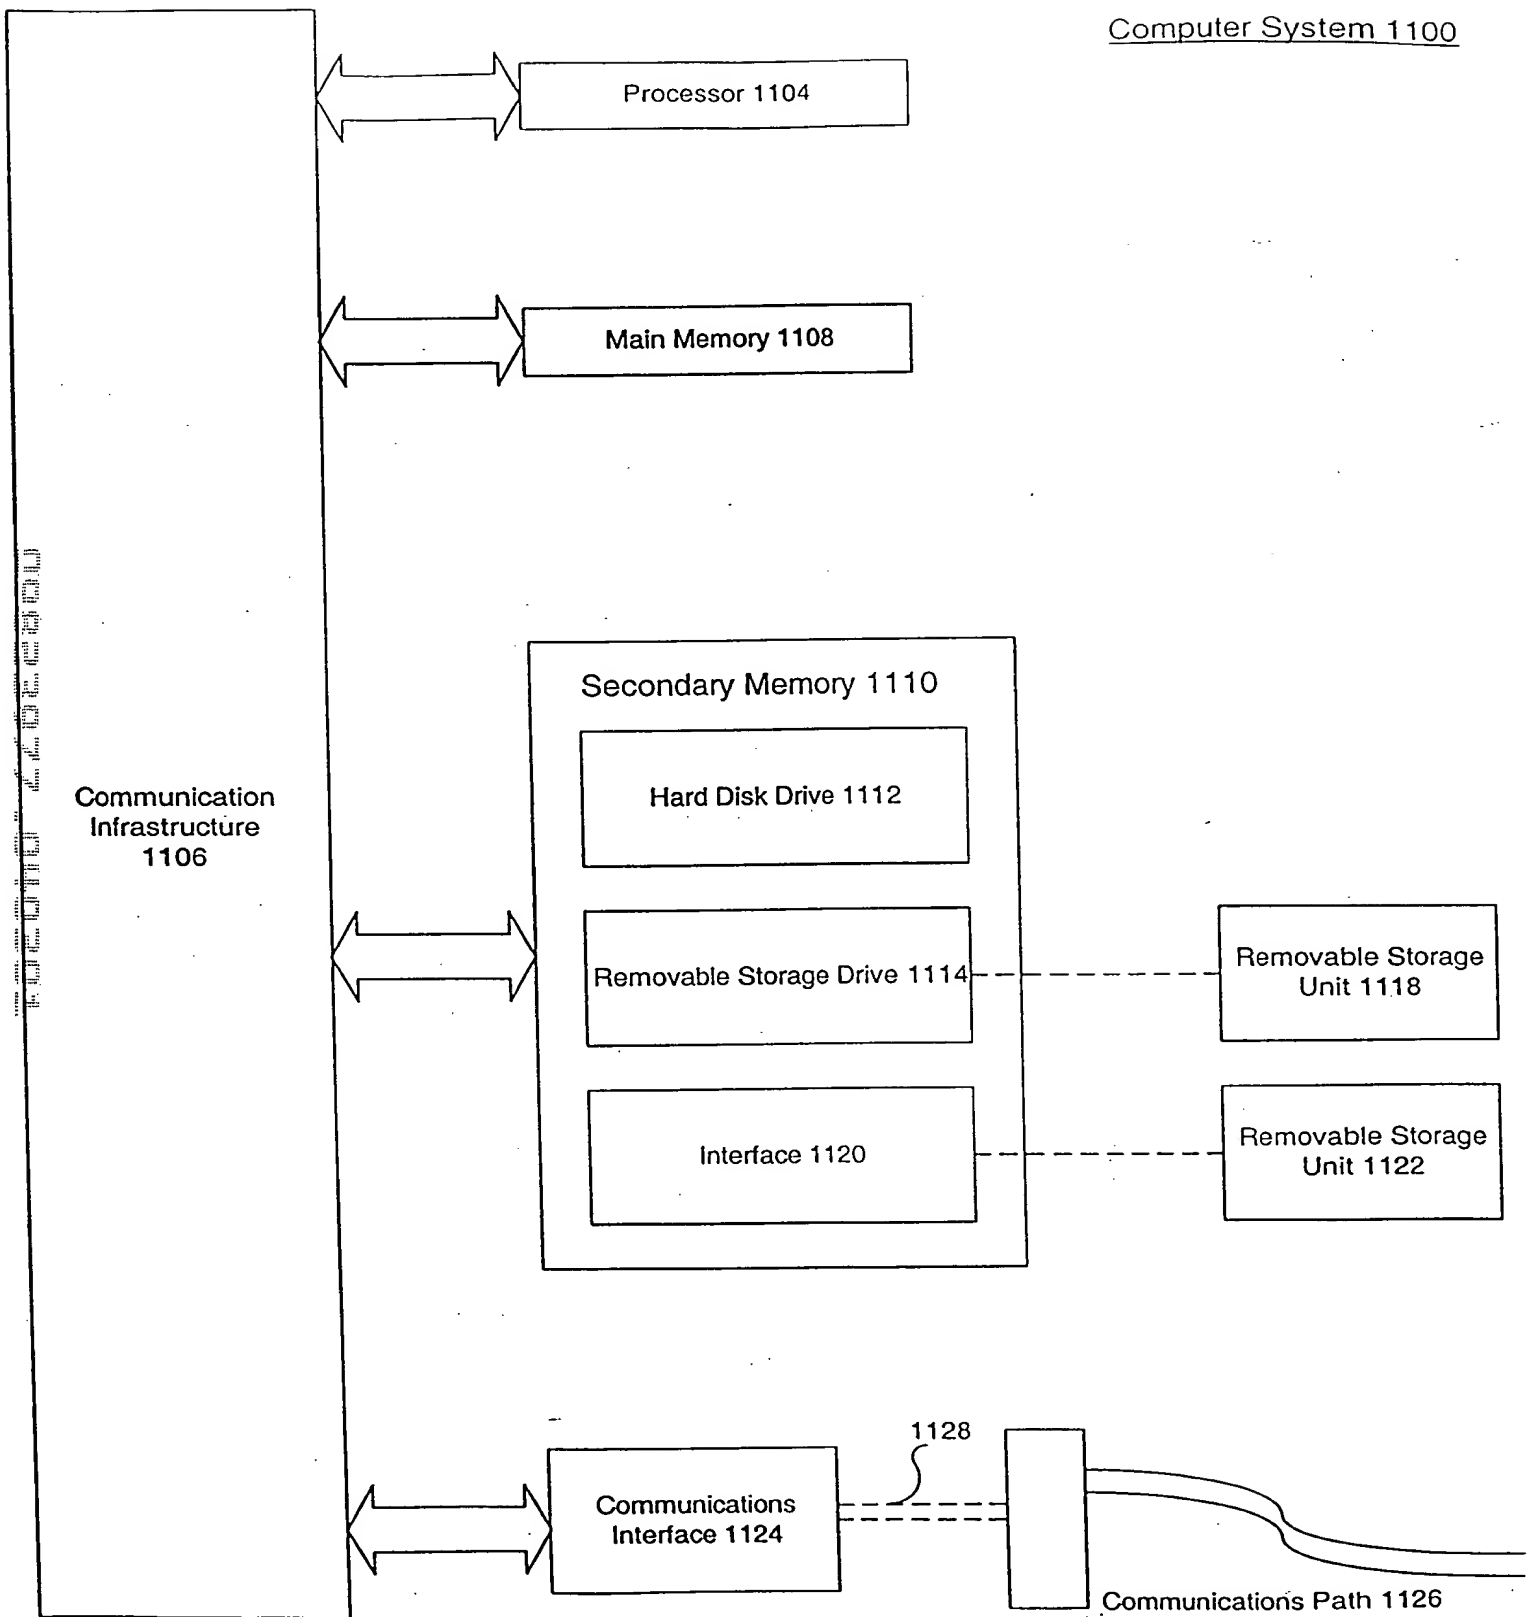 Computer System 1100
Processor 1104
Main Memory 1108
Communication
Infrastructure
1106
Secondary Memory 1110
Hard Disk Drive 1112
Removable Storage Drive 1114
Interface 1120
Removable Storage
Unit 1118
Removable Storage
Unit 1122
Communications
Interface 1124
1128
Communications Path 1126